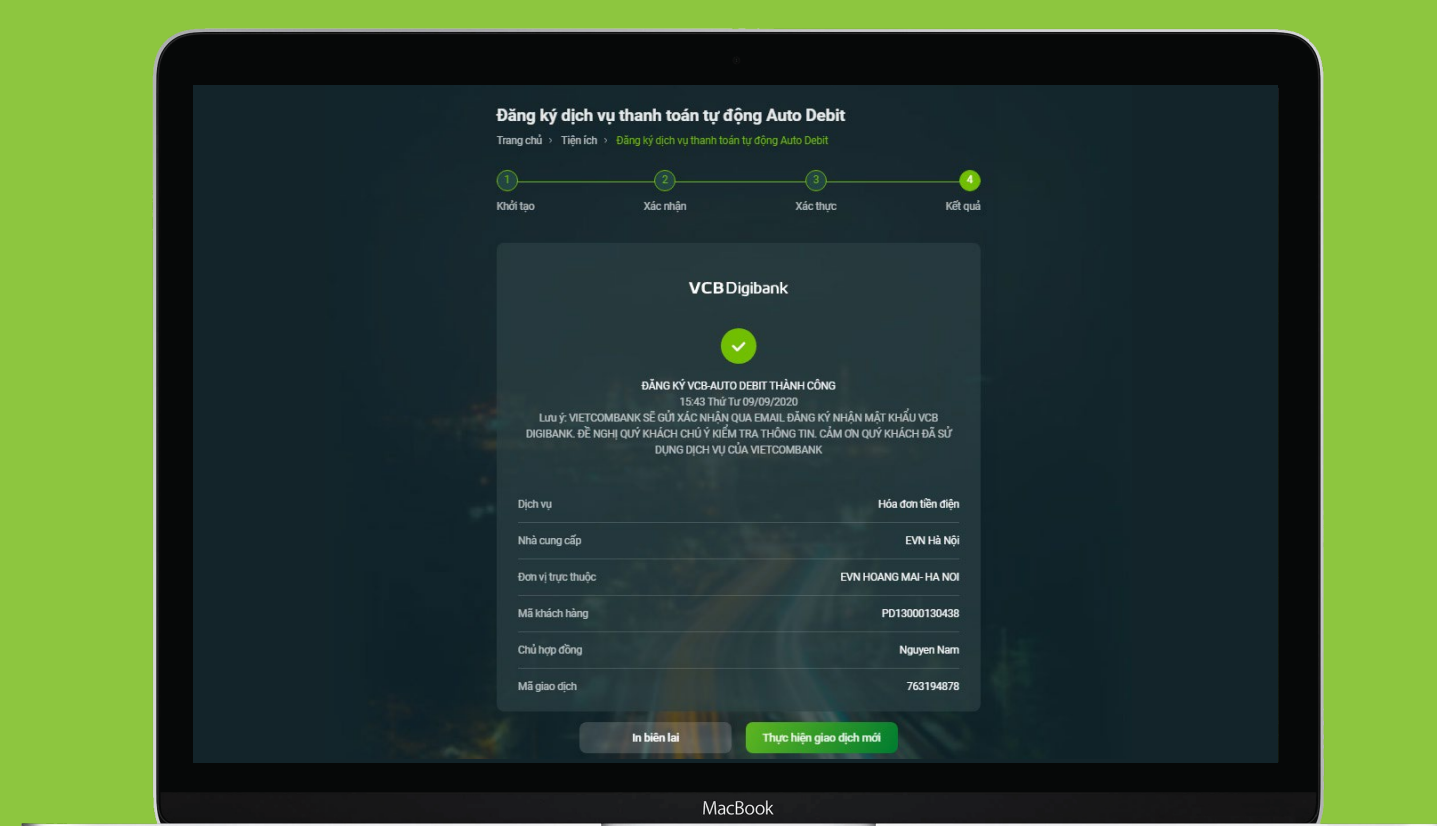 Đăng ký dịch vụ thanh toán tự động Auto Debit
Trang chủ > Tiện ích > Đăng ký dịch vụ thanh toán tự động Auto Debit
1 2 3 4
Khởi tạo Xác nhận Xác thực Kết quả
VCB Digibank
ĐĂNG KÝ VCB-AUTO DEBIT THÀNH CÔNG
15:43 Thứ Tư 09/09/2020
Lưu ý: VIETCOMBANK SẼ GỬI XÁC NHẬN QUA EMAIL ĐĂNG KÝ NHẬN MẬT KHẨU VCB
DIGIBANK. ĐỀ NGHỊ QUÝ KHÁCH CHÚ Ý KIỂM TRA THÔNG TIN. CẢM ƠN QUÝ KHÁCH ĐÃ SỬ
DỤNG DỊCH VỤ CỦA VIETCOMBANK
Dịch vụ Hóa đơn tiền điện
Nhà cung cấp EVN Hà Nội
Đơn vị trực thuộc EVN HOANG MAI- HA NOI
Mã khách hàng PD13000130438
Chủ hợp đồng Nguyen Nam
Mã giao dịch 763194878
In biên lai Thực hiện giao dịch mới
MacBook